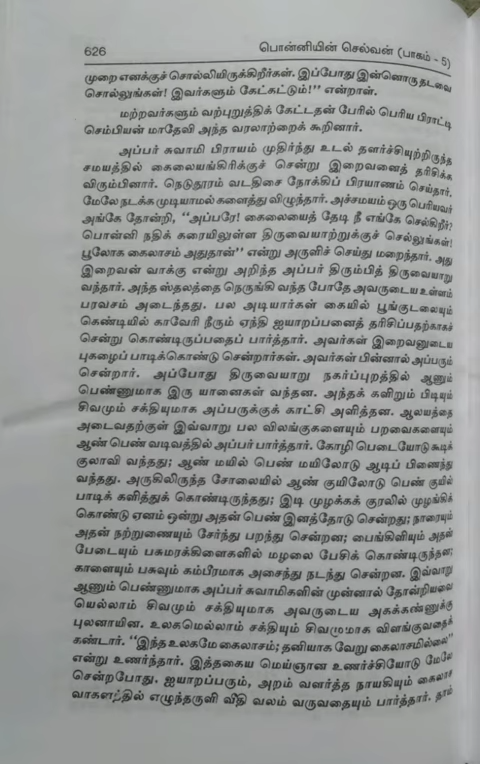 626 பொன்னியின் செல்வன் (பாகம் - 5)
முறை எனக்குச் சொல்லியிருக்கிறீர்கள். இப்போது இன்னொரு தடவை
சொல்லுங்கள்! இவர்களும் கேட்கட்டும்!" என்றாள்.
மற்றவர்களும் வற்புறுத்திக் கேட்டதன் பேரில் பெரிய பிராட்டி
செம்பியன் மாதேவி அந்த வரலாற்றைக் கூறினார்.
அப்பர் சுவாமி பிராயம் முதிர்ந்து உடல் தளர்ச்சியுற்றிருந்த
சமயத்தில் கைலையங்கிரிக்குச் சென்று இறைவனைத் தரிசிக்க
விரும்பினார். நெடுதூரம் வடதிசை நோக்கிப் பிரயாணம் செய்தார்.
மேலே நடக்க முடியாமல் களைத்து விழுந்தார். அச்சமயம் ஒரு பெரியவர்
அங்கே தோன்றி, "அப்பரே! கைலையைத் தேடி நீ எங்கே செல்கிறீர்?
பொன்னி நதிக் கரையிலுள்ள திருவையாற்றுக்குச் செல்லுங்கள்!
பூலோக கைலாசம் அதுதான்" என்று அருளிச் செய்து மறைந்தார். அது
இறைவன் வாக்கு என்று அறிந்த அப்பர் திரும்பித் திருவையாறு
வந்தார். அந்த ஸ்தலத்தை நெருங்கி வந்த போதே அவருடைய உள்ளம்
பரவசம் அடைந்தது. பல அடியார்கள் கையில் பூங்குடலையும்
கெண்டியில் காவேரி நீரும் ஏந்தி ஐயாறப்பனைத் தரிசிப்பதற்காகச்
சென்று கொண்டிருப்பதைப் பார்த்தார். அவர்கள் இறைவனுடைய
புகழைப் பாடிக்கொண்டு சென்றார்கள். அவர்கள் பின்னால் அப்பரும்
சென்றார். அப்போது திருவையாறு நகர்ப்புறத்தில் ஆணும்
பெண்ணுமாக இரு யானைகள் வந்தன. அந்தக் களிறும் பிடியும்
சிவமும் சக்தியுமாக அப்பருக்குக் காட்சி அளித்தன. ஆலயத்தை
அடைவதற்குள் இவ்வாறு பல விலங்குகளையும் பறவைகளையும்
ஆண் பெண் வடிவத்தில் அப்பர் பார்த்தார். கோழி பெடையோடு கூடிக்
குலாவி வந்தது; ஆண் மயில் பெண் மயிலோடு ஆடிப் பிணைந்து
வந்தது. அருகிலிருந்த சோலையில் ஆண் குயிலோடு பெண் குயில்
பாடிக் களித்துக் கொண்டிருந்தது; இடி முழக்கக் குரலில் முழங்கிக்
கொண்டு ஏனம் ஒன்று அதன் பெண் இனத்தோடு சென்றது; நாரையும்
அதன் நற்றுணையும் சேர்ந்து பறந்து சென்றன; பைங்கிளியும் அதன்
பேடையும் பசுமரக்கிளைகளில் மழலை பேசிக் கொண்டிருந்தன;
காளையும் பசுவும் கம்பீரமாக அசைந்து நடந்து சென்றன. இவ்வாறு
ஆணும் பெண்ணுமாக அப்பர் சுவாமிகளின் முன்னால் தோன்றியவை
யெல்லாம் சிவமும் சக்தியுமாக அவருடைய அகக்கண்ணுக்கு
புலனாயின. உலகமெல்லாம் சக்தியும் சிவமுமாக விளங்குவதைக்
கண்டார். "இந்த உலகமே கைலாசம்; தனியாக வேறு கைலாசமில்லை"
என்று உணர்ந்தார். இத்தகைய மெய்ஞான உணர்ச்சியோடு மேலே
சென்றபோது. ஐயாறப்பரும், அறம் வளர்த்த நாயகியும் கைலாச
வாகனத்தில் எழுந்தருளி வீதி வலம் வருவதையும் பார்த்தார். தாம்